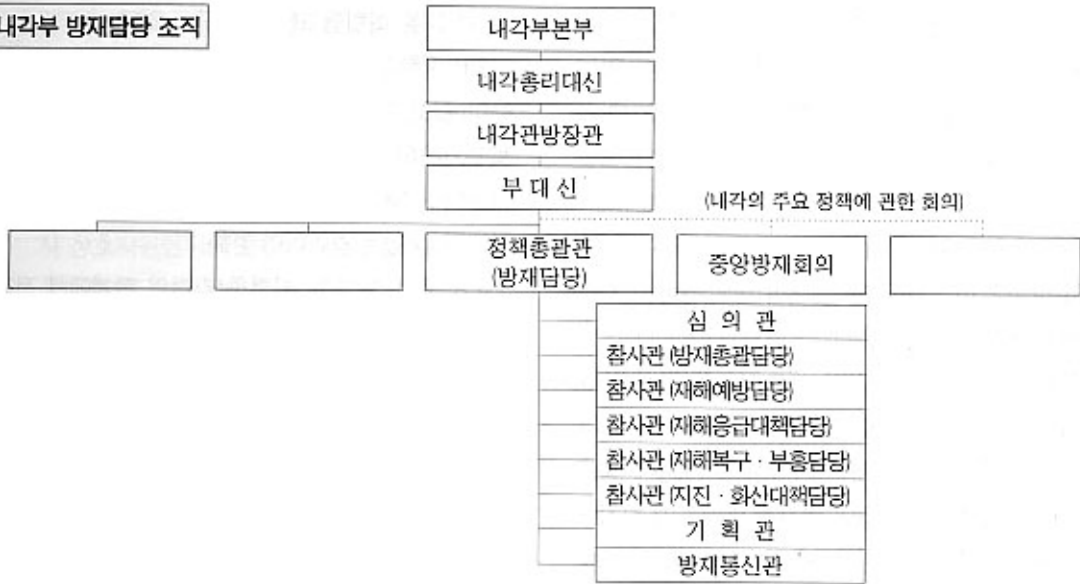 내각부 방재담당 조직
내각부본부
내각총리대신
내각관방장관
부 대 신
(내각의 주요 정책에 관한 회의)
정책총괄관
(방재담당)
중앙방재회의
심 의 관
참사관 (방재총괄담당)
참사관 (재해예방담당)
참사관 (재해응급대책담당)
참사관 (재해복구 · 부흥담당)
참사관 (지진 · 화산대책담당)
기 획 관
방재통신관